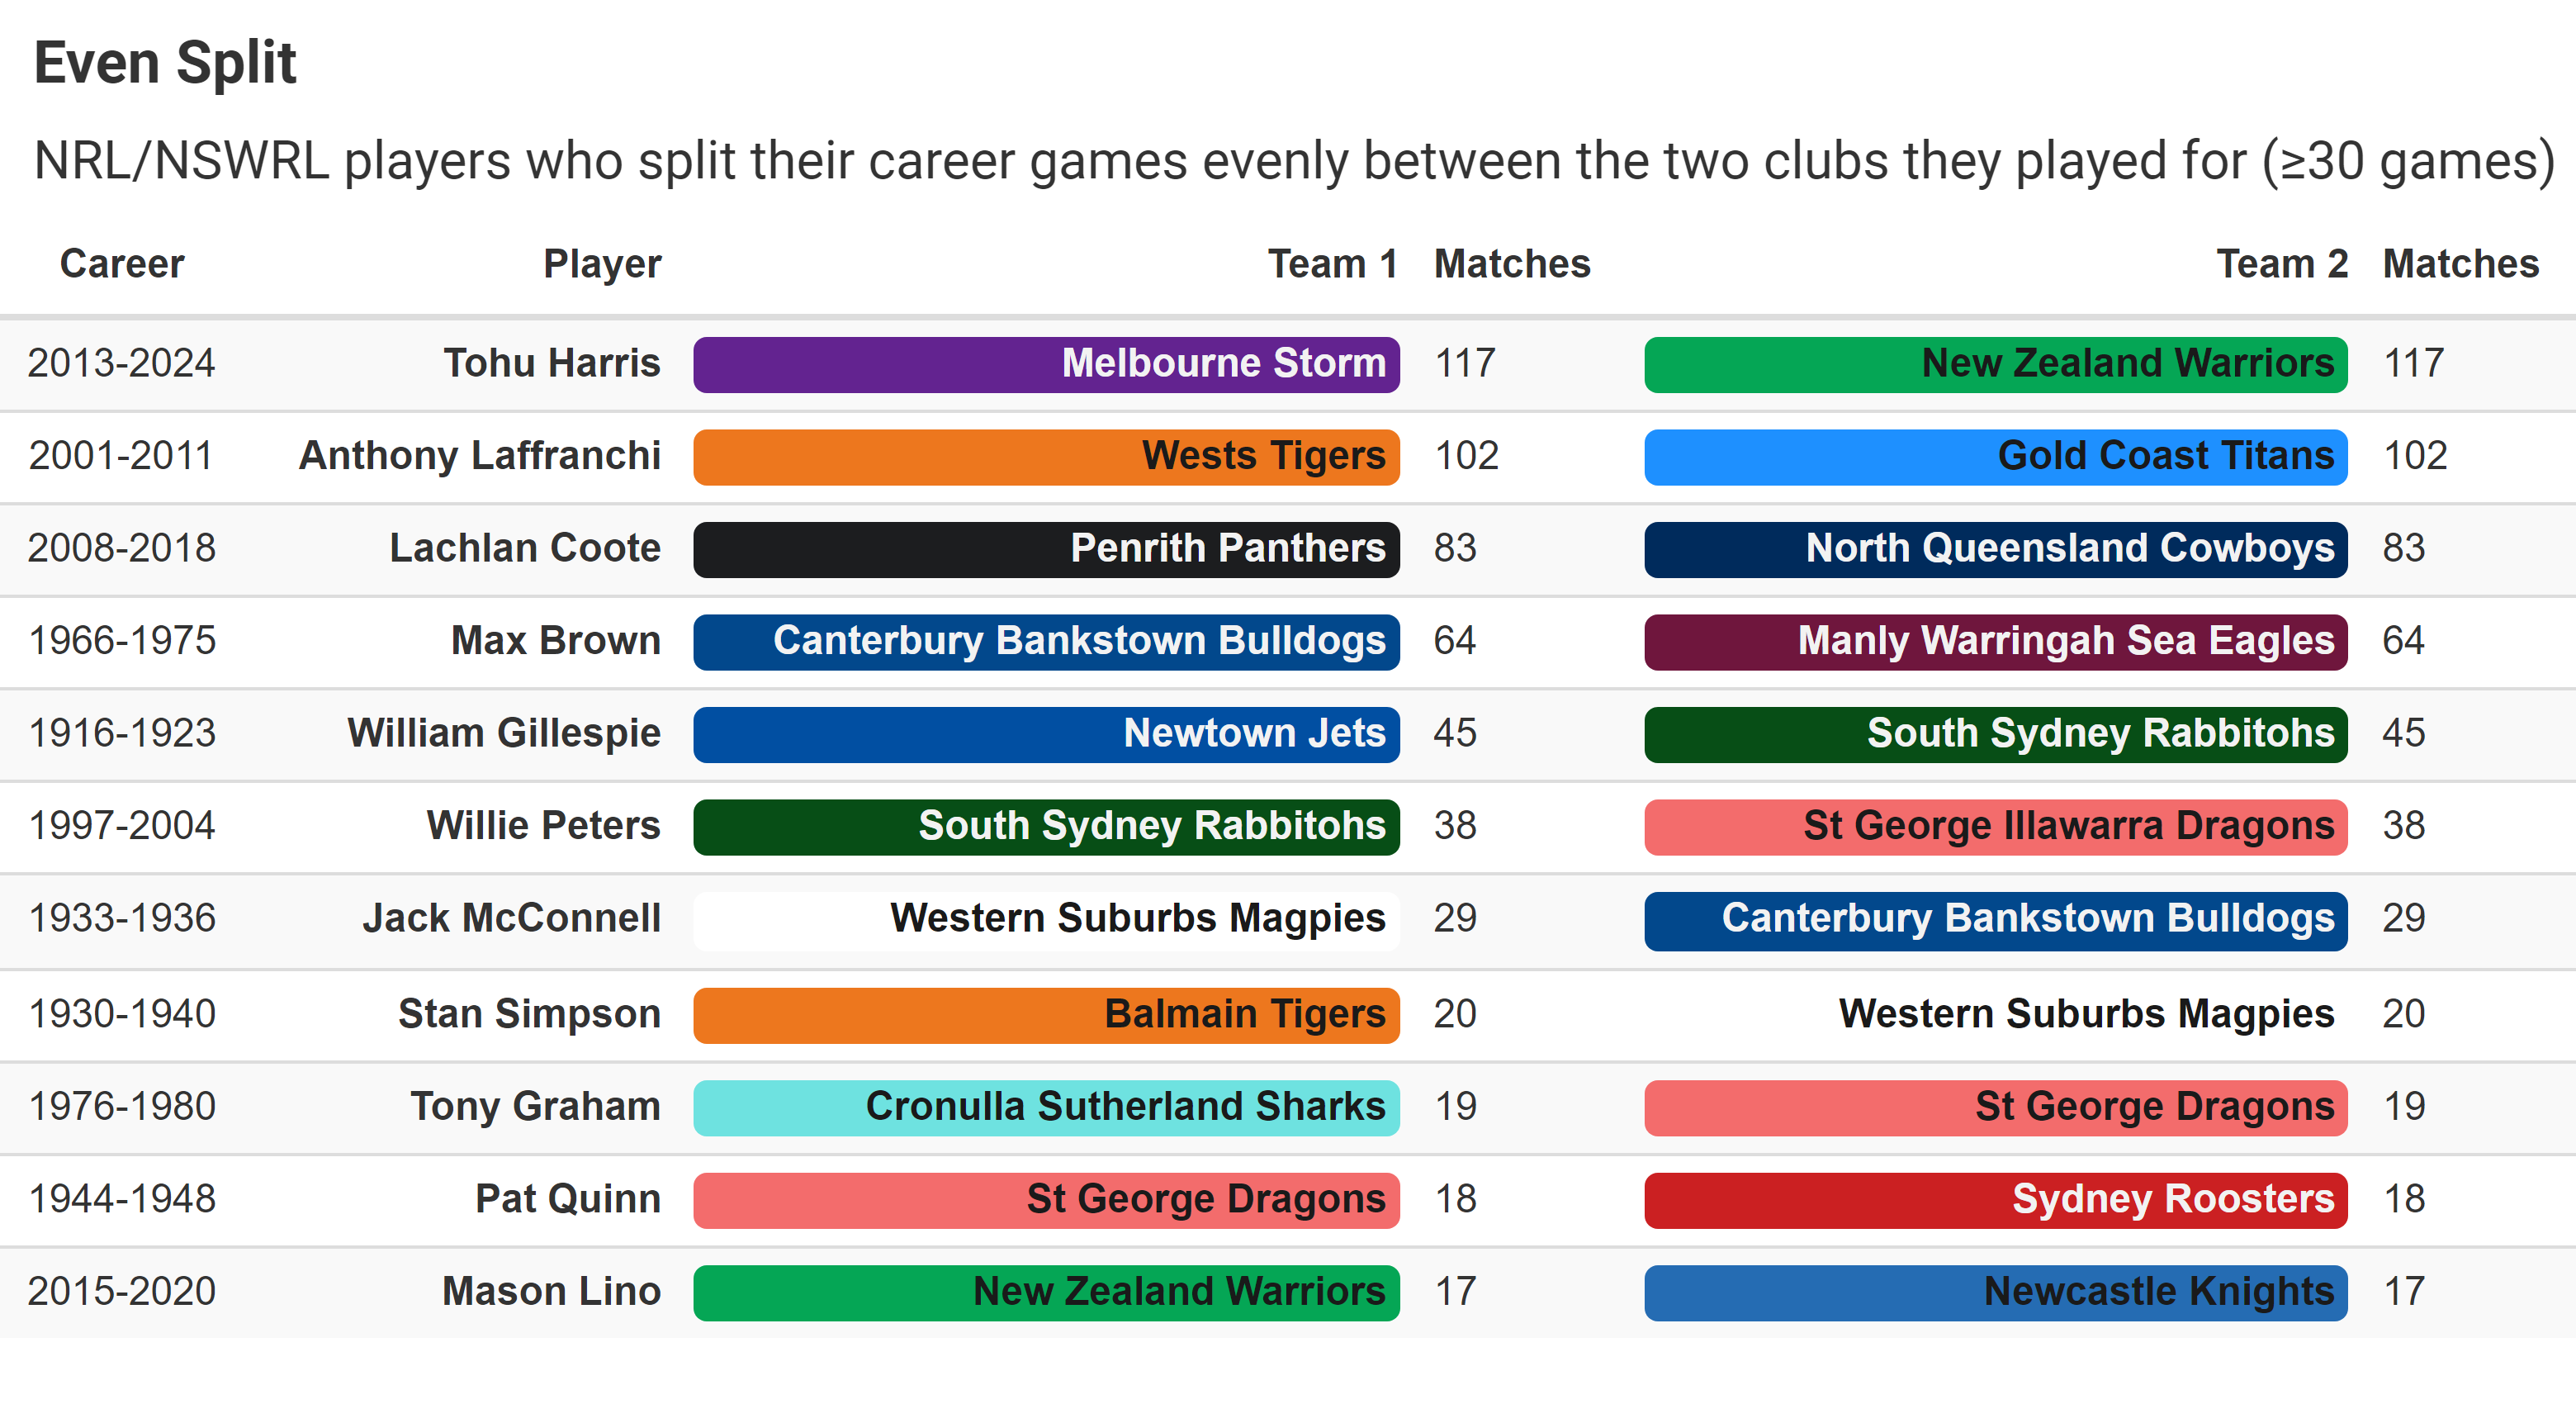 Even Split
NRL/NSWRL players who split their career games evenly between the two clubs they played for (≥30 games)
Career Player Team 1 Matches Team 2 Matches
2013-2024 Tohu Harris Melbourne Storm 117 New Zealand Warriors 117
2001-2011 Anthony Laffranchi Wests Tigers 102 Gold Coast Titans 102
2008-2018 Lachlan Coote Penrith Panthers 83 North Queensland Cowboys 83
1966-1975 Max Brown Canterbury Bankstown Bulldogs 64 Manly Warringah Sea Eagles 64
1916-1923 William Gillespie Newtown Jets 45 South Sydney Rabbitohs 45
1997-2004 Willie Peters South Sydney Rabbitohs 38 St George Illawarra Dragons 38
1933-1936 Jack McConnell Western Suburbs Magpies 29 Canterbury Bankstown Bulldogs 29
1930-1940 Stan Simpson Balmain Tigers 20 Western Suburbs Magpies 20
1976-1980 Tony Graham Cronulla Sutherland Sharks 19 St George Dragons 19
1944-1948 Pat Quinn St George Dragons 18 Sydney Roosters 18
2015-2020 Mason Lino New Zealand Warriors 17 Newcastle Knights 17